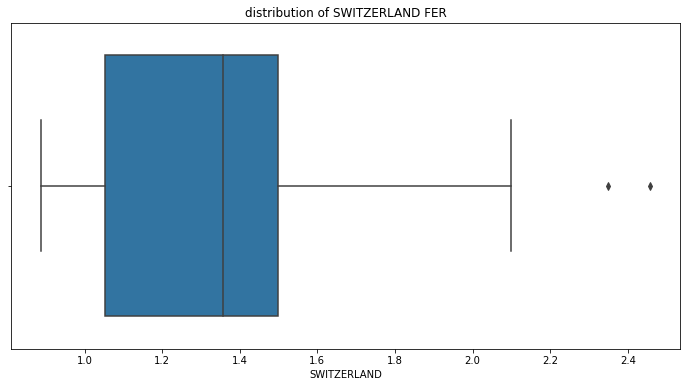 distribution of SWITZERLAND FER
1.0 1.2 1.4 1.6 1.8 2.0 2.2 2.4
SWITZERLAND